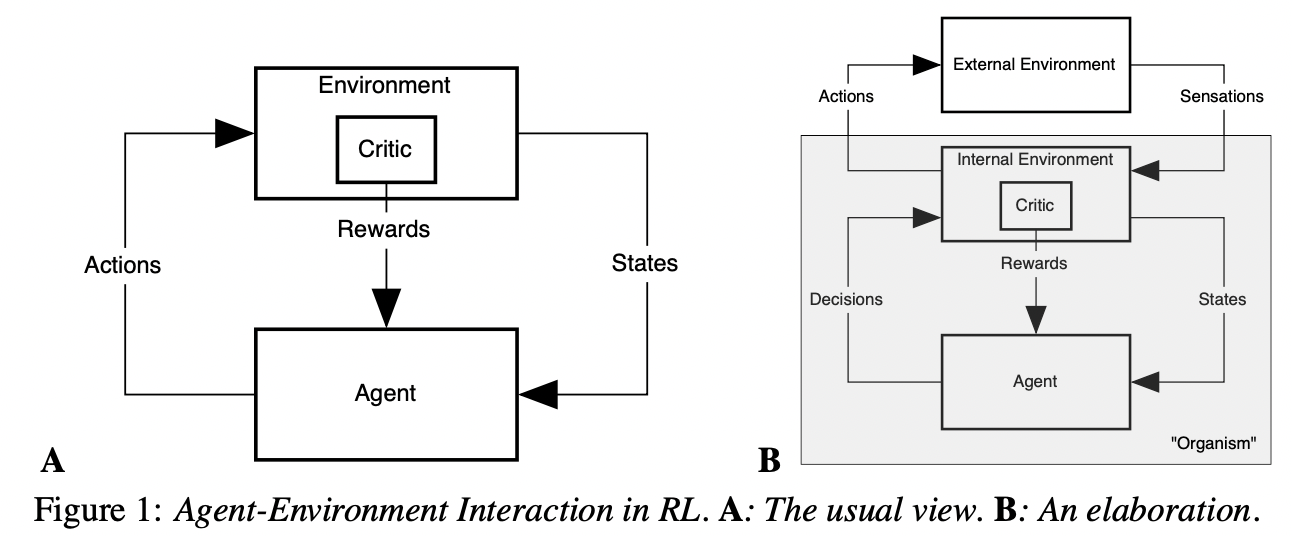 Environment
Critic
Rewards
Actions
States
Agent
A
External Environment
Actions
Sensations
Internal Environment
Critic
Rewards
Decisions
States
Agent
"Organism"
B
Figure 1: Agent-Environment Interaction in RL. A: The usual view. B: An elaboration.